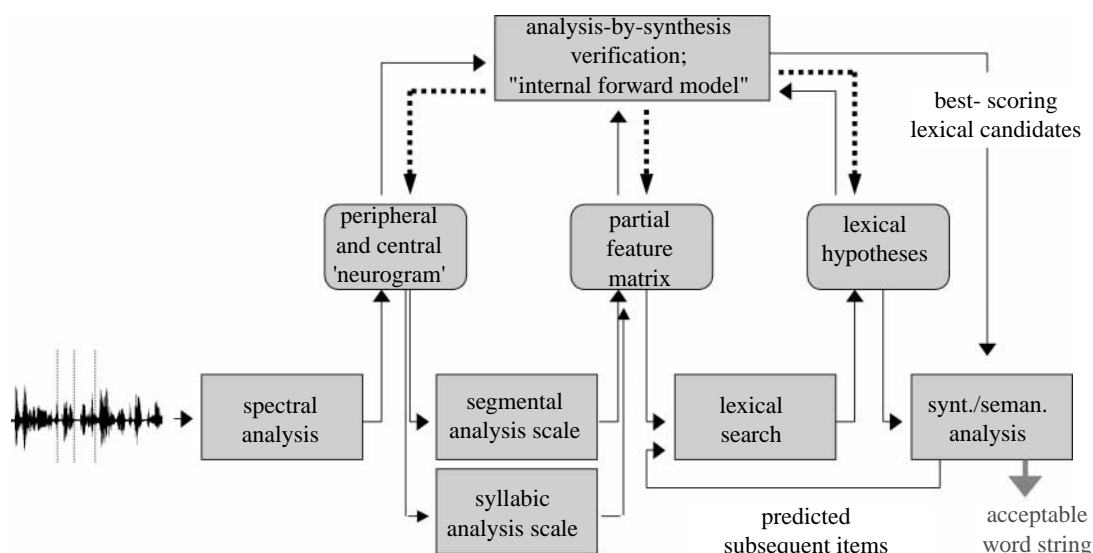 analysis-by-synthesis
verification;
"internal forward model"
best- scoring
lexical candidates
peripheral
and central
'neurogram'
partial
feature
matrix
lexical
hypotheses
spectral
analysis
segmental
analysis scale
lexical
search
synt./seman.
analysis
syllabic
analysis scale
predicted
subsequent items
acceptable
word string